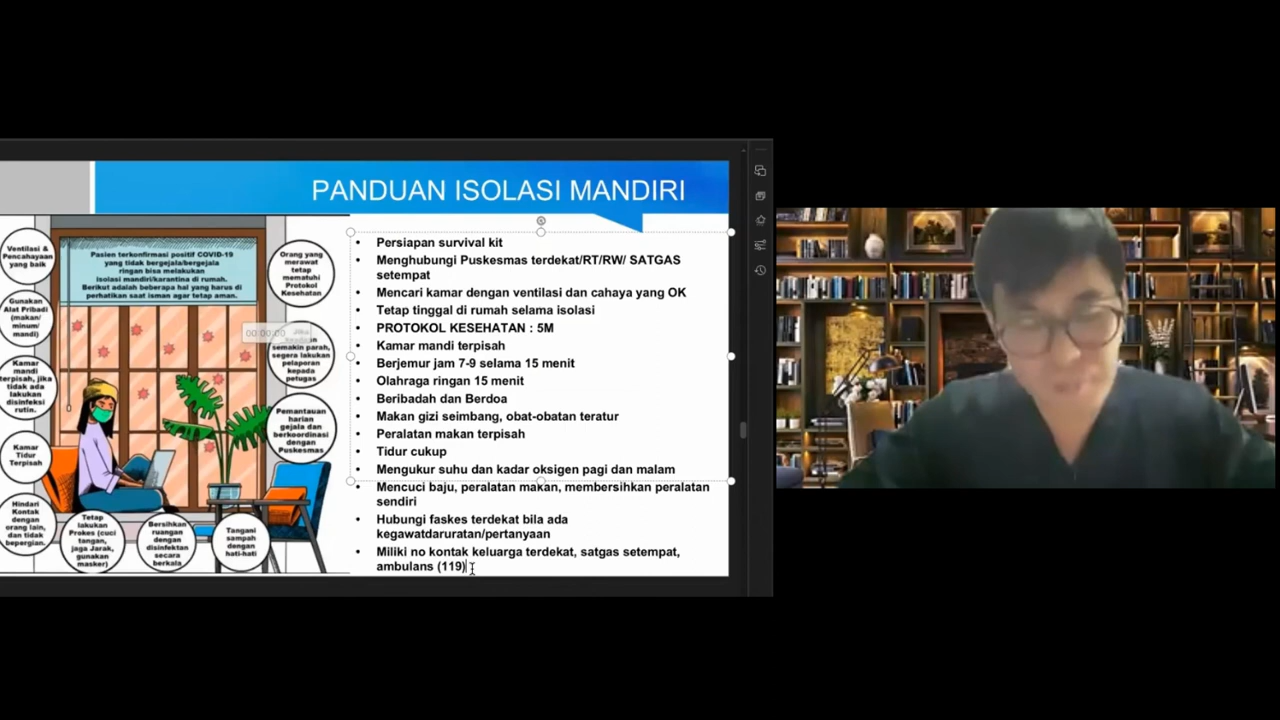 PANDUAN ISOLASI MANDIRI
Ventilasi &
Pencahayaan
yang baik
Gunakan
Alat Pribadi
(makan/
minum/
mandi)
Kamar
mandi
terpisah, jika
tidak ada
lakukan
disinfeksi
rutin.
Kamar
Tidur
Terpisah
Hindari
Kontak
dengan
orang lain,
dan tidak
bepergian.
Pasien terkonfirmasi positif COVID-19
yang tidak bergejala/bergejala
ringan bisa melakukan
isolasi mandiri/karantina di rumah.
Berikut adalah beberapa hal yang harus di
perhatikan saat isman agar tetap aman.
00:00:00
Orang yang
merawat
tetap
mematuhi
Protokol
Kesehatan
Jika
semakin parah,
segera lakukan
pelaporan
kepada
petugas
Pemantauan
harian
gejala dan
berkoordinasi
dengan
Puskesmas
Tetap
lakukan
Prokes (cuci
tangan,
jaga Jarak,
gunakan
masker)
Bersihkan
ruangan
dengan
disinfektan
secara
berkala
Tangani
sampah
dengan
hati-hati
• Persiapan survival kit
• Menghubungi Puskesmas terdekat/RT/RW/ SATGAS
setempat
• Mencari kamar dengan ventilasi dan cahaya yang OK
• Tetap tinggal di rumah selama isolasi
• PROTOKOL KESEHATAN : 5M
• Kamar mandi terpisah
• Berjemur jam 7-9 selama 15 menit
• Olahraga ringan 15 menit
• Beribadah dan Berdoa
• Makan gizi seimbang, obat-obatan teratur
• Peralatan makan terpisah
• Tidur cukup
• Mengukur suhu dan kadar oksigen pagi dan malam
• Mencuci baju, peralatan makan, membersihkan peralatan
sendiri
• Hubungi faskes terdekat bila ada
kegawatdaruratan/pertanyaan
• Miliki no kontak keluarga terdekat, satgas setempat,
ambulans (119)